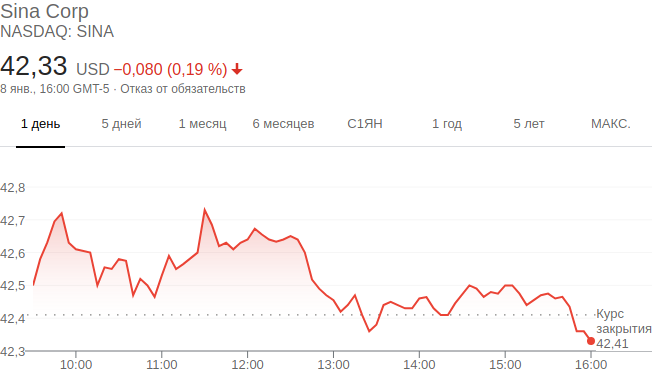 Sina Corp
NASDAQ: SINA
42,33 USD −0,080 (0,19 %)
8 янв., 16:00 GMT-5 · Отказ от обязательств
1 день 5 дней 1 месяц 6 месяцев С1ЯН 1 год 5 лет МАКС.
42,8
42,7
42,6
42,5
42,4
42,3
Курс
закрытия
42,41
10:00 11:00 12:00 13:00 14:00 15:00 16:00